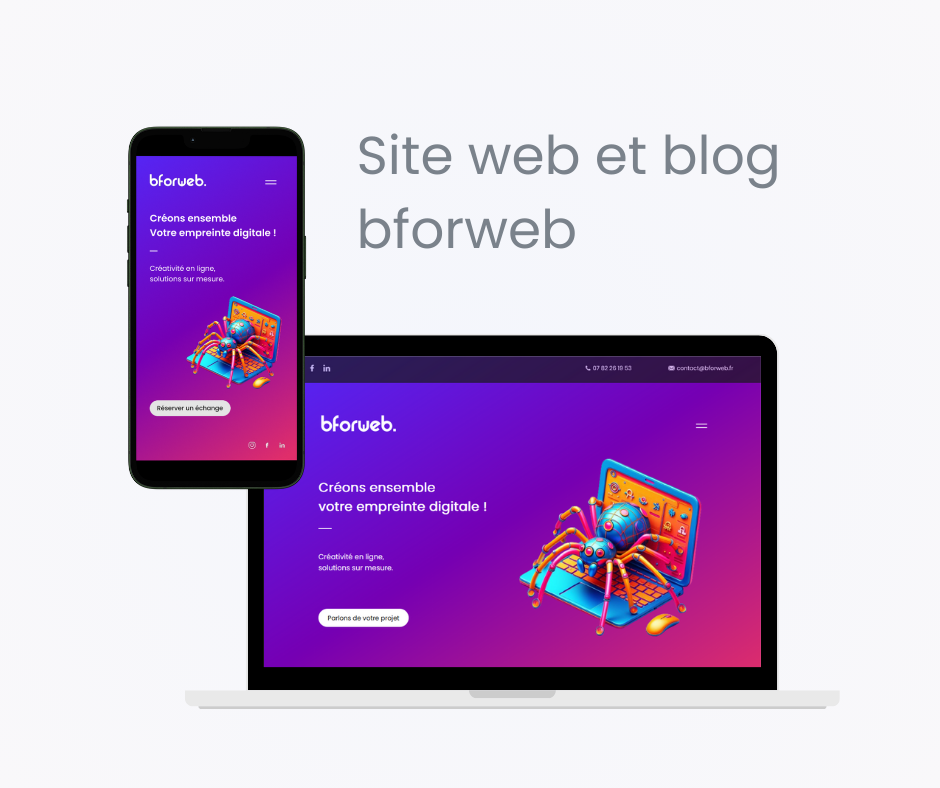 Site web et blog
bforweb
bforweb.
Créons ensemble
Votre empreinte digitale !
Créativité en ligne,
solutions sur mesure.
Réserver un échange
07 82 26 19 53
contact@bforweb.fr
bforweb.
Créons ensemble
votre empreinte digitale !
Créativité en ligne,
solutions sur mesure.
Parlons de votre projet